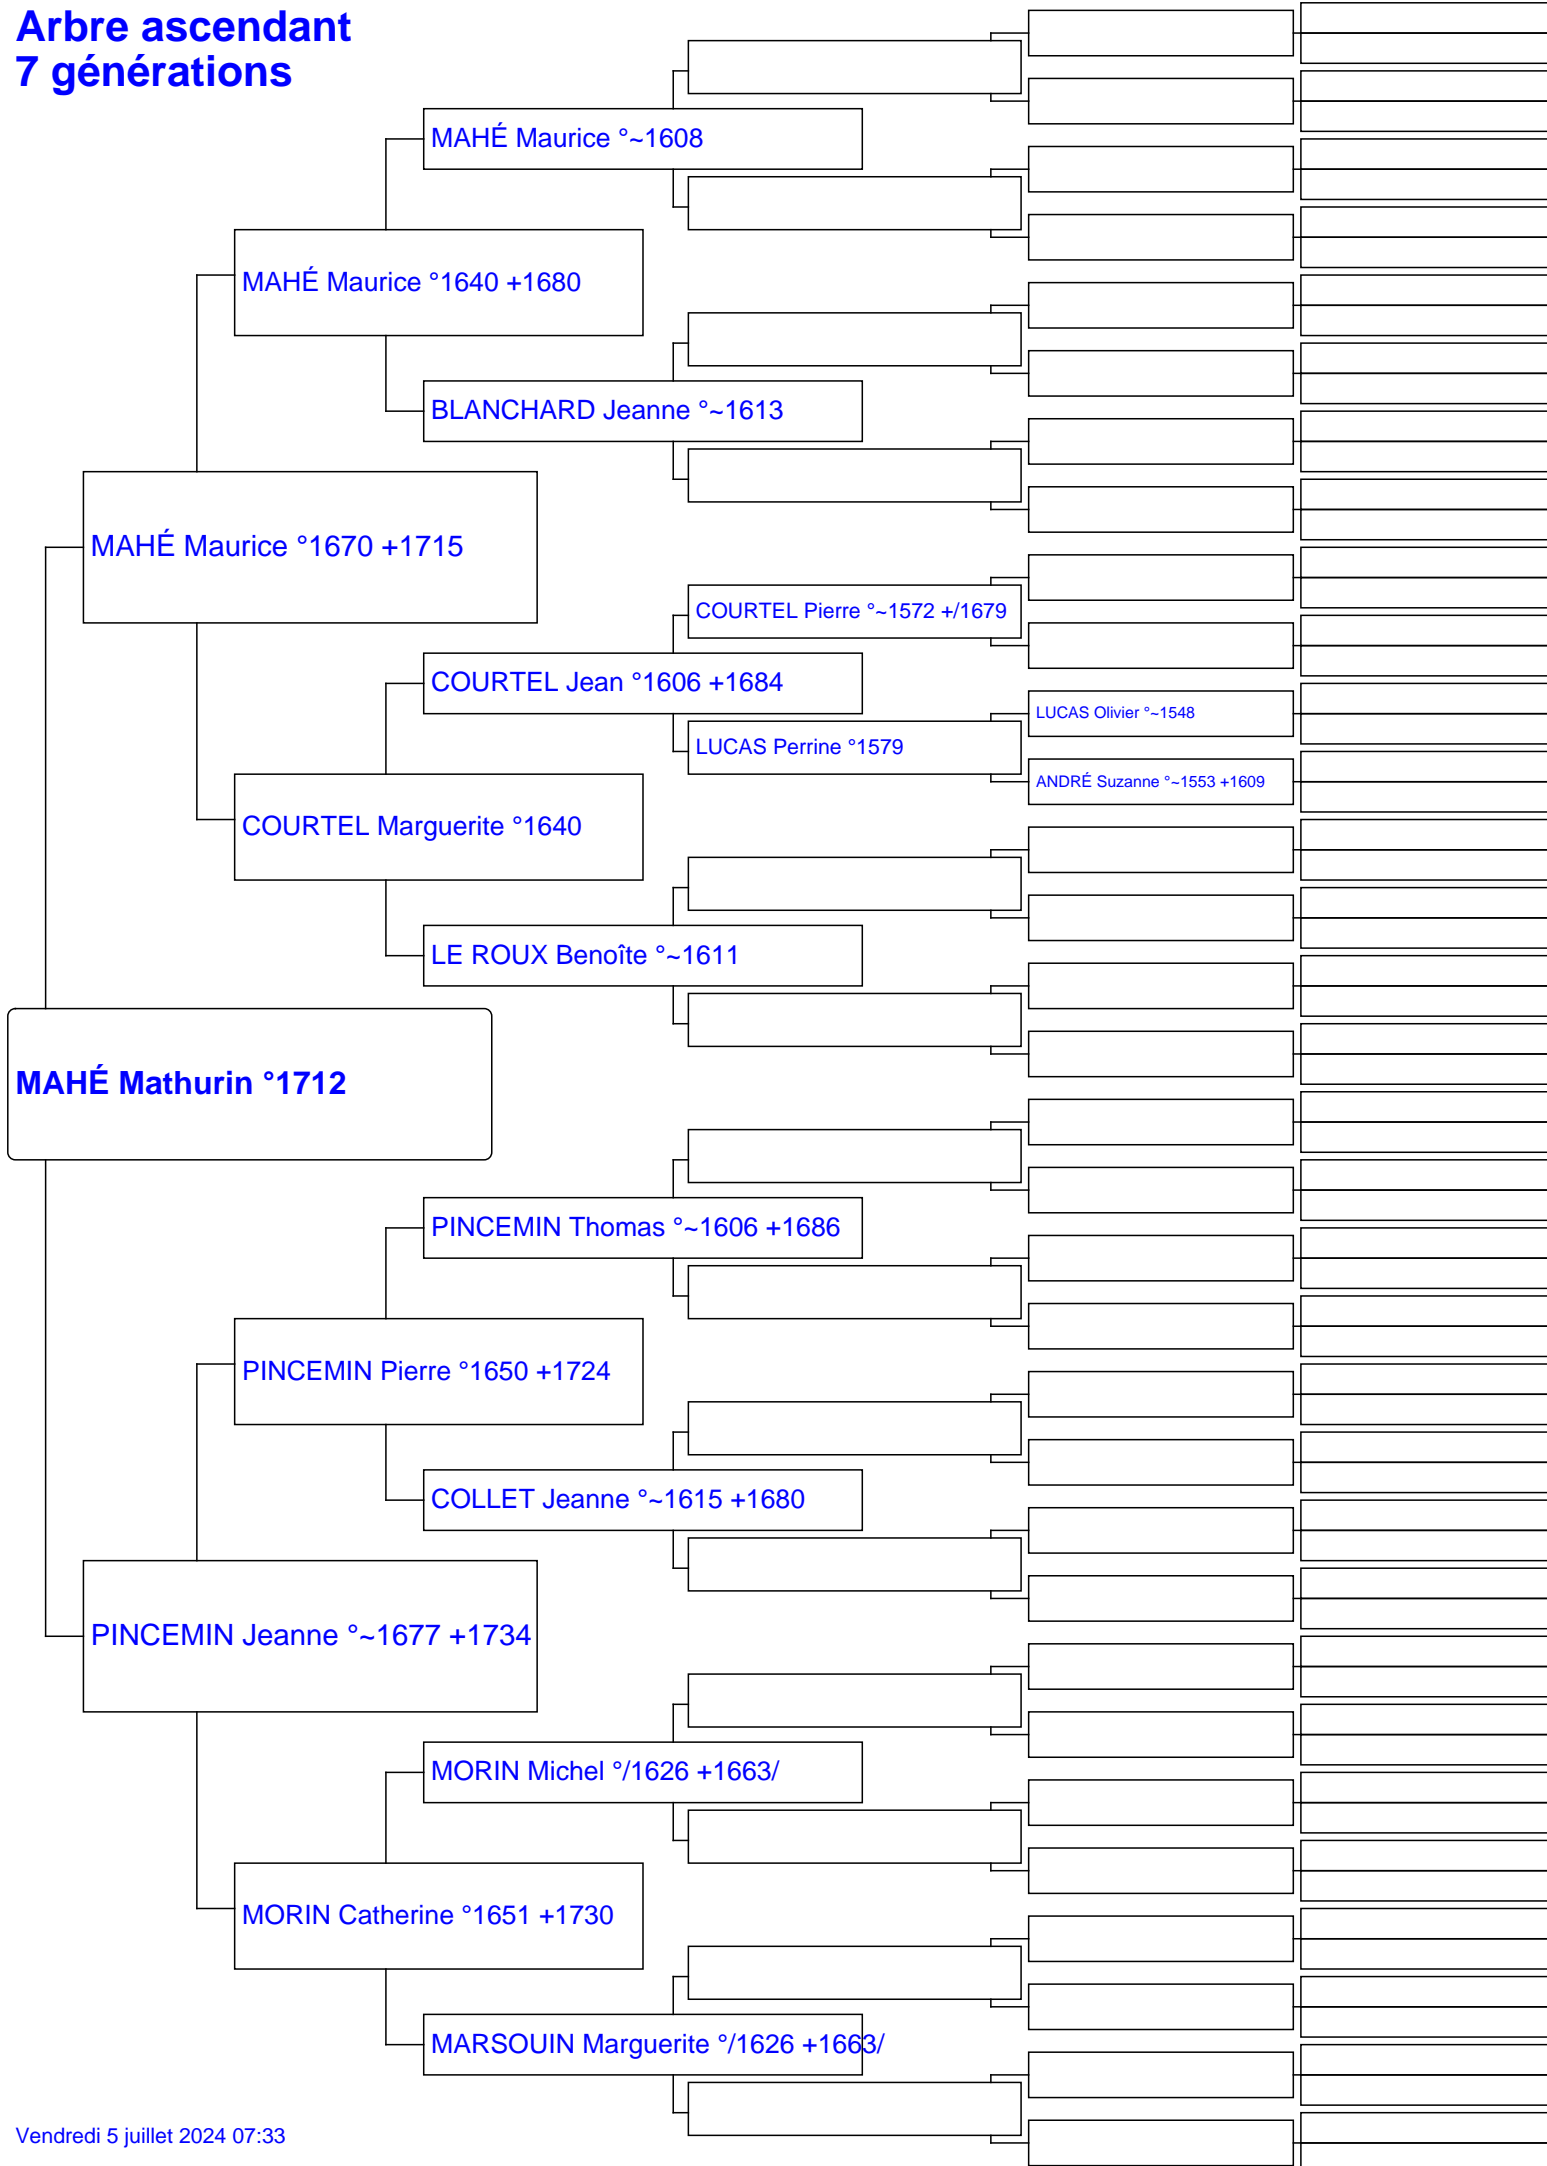 Arbre ascendant
7 générations
MAHÉ Maurice °~1608
MAHÉ Maurice °1640 +1680
BLANCHARD Jeanne °~1613
MAHÉ Maurice °1670 +1715
COURTEL Pierre °~1572 +/1679
COURTEL Jean °1606 +1684
LUCAS Olivier °~1548
LUCAS Perrine °1579
ANDRÉ Suzanne °~1553 +1609
COURTEL Marguerite °1640
LE ROUX Benoîte °~1611
MAHÉ Mathurin °1712
PINCEMIN Thomas °~1606 +1686
PINCEMIN Pierre °1650 +1724
COLLET Jeanne °~1615 +1680
PINCEMIN Jeanne °~1677 +1734
MORIN Michel °/1626 +1663/
MORIN Catherine °1651 +1730
MARSOUIN Marguerite °/1626 +1663/
Vendredi 5 juillet 2024 07:33